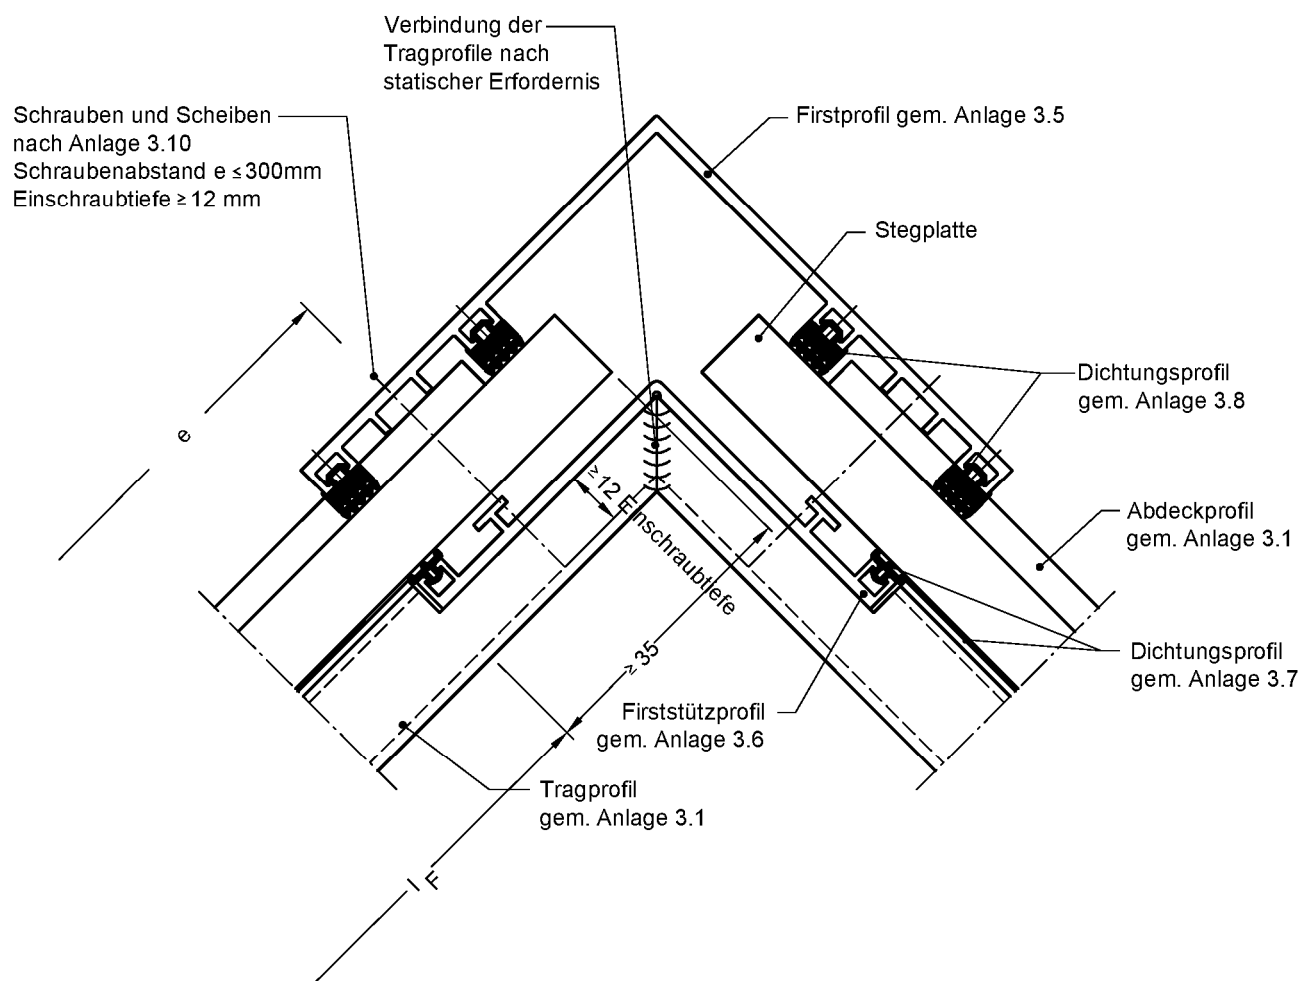 Verbindung der
Tragprofile nach
statischer Erfordernis
Schrauben und Scheiben
nach Anlage 3.10
Schraubenabstand e ≤ 300mm
Einschraubtiefe ≥ 12 mm
Firstprofil gem. Anlage 3.5
Stegplatte
Dichtungsprofil
gem. Anlage 3.8
e
≥12 Einschraubtiefe
Abdeckprofil
gem. Anlage 3.1
≥ 35
Dichtungsprofil
gem. Anlage 3.7
Firststützprofil
gem. Anlage 3.6
Tragprofil
gem. Anlage 3.1
l F